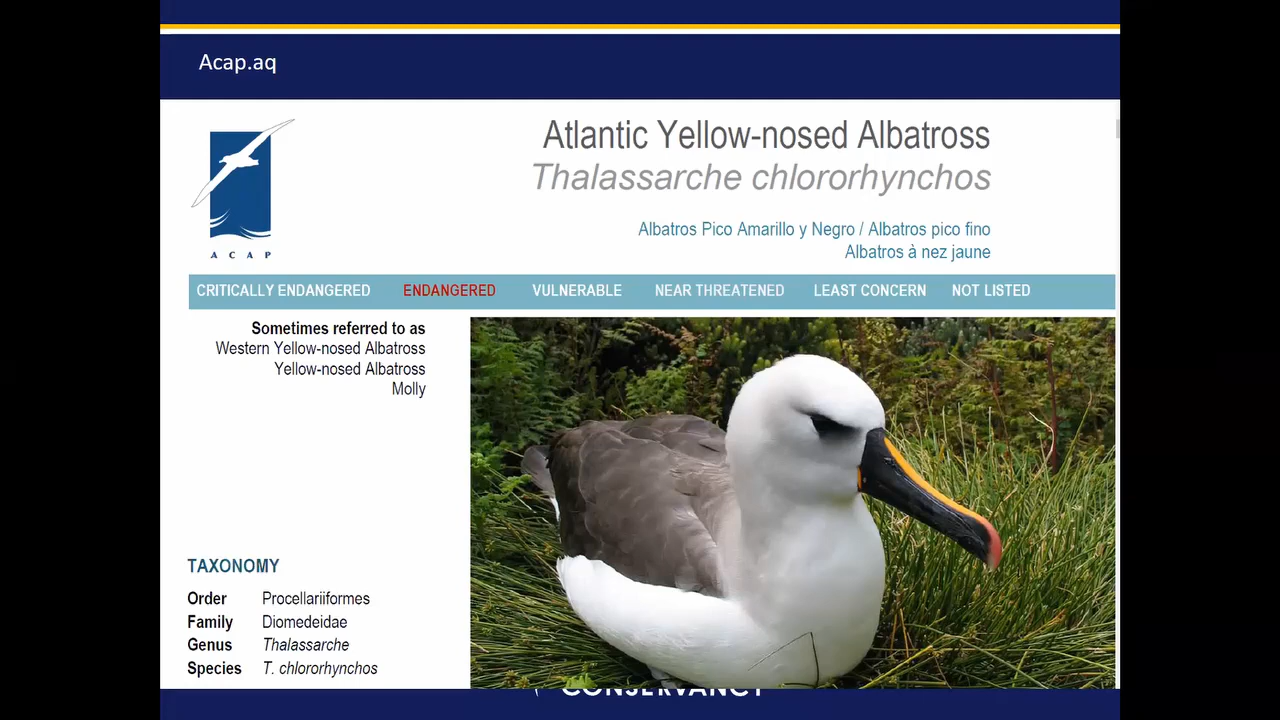 Acap.aq
Atlantic Yellow-nosed Albatross
Thalassarche chlororhynchos
Albatros Pico Amarillo y Negro / Albatros pico fino
Albatros à nez jaune
A C A P
CRITICALLY ENDANGERED ENDANGERED VULNERABLE NEAR THREATENED LEAST CONCERN NOT LISTED
Sometimes referred to as
Western Yellow-nosed Albatross
Yellow-nosed Albatross
Molly
TAXONOMY
Order Procellariiformes
Family Diomedeidae
Genus Thalassarche
Species T. chlororhynchos
CONSERVANCY